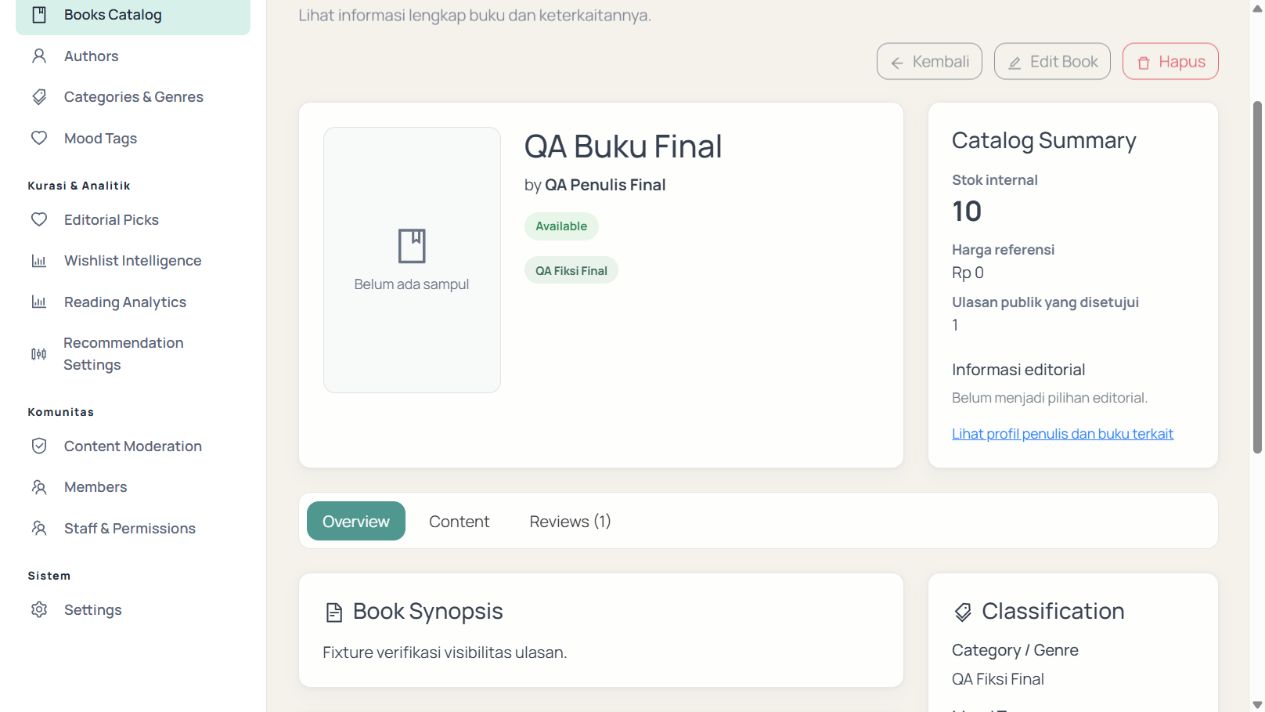 Books Catalog
Authors
Categories & Genres
Mood Tags
Kurasi & Analitik
Editorial Picks
Wishlist Intelligence
Reading Analytics
Recommendation
Settings
Komunitas
Content Moderation
Members
Staff & Permissions
Sistem
Settings
Lihat informasi lengkap buku dan keterkaitannya.
Kembali
Edit Book
Hapus
Belum ada sampul
QA Buku Final
by QA Penulis Final
Available
QA Fiksi Final
Catalog Summary
Stok internal
10
Harga referensi
Rp 0
Ulasan publik yang disetujui
1
Informasi editorial
Belum menjadi pilihan editorial.
Lihat profil penulis dan buku terkait
Overview
Content
Reviews (1)
Book Synopsis
Fixture verifikasi visibilitas ulasan.
Classification
Category / Genre
QA Fiksi Final